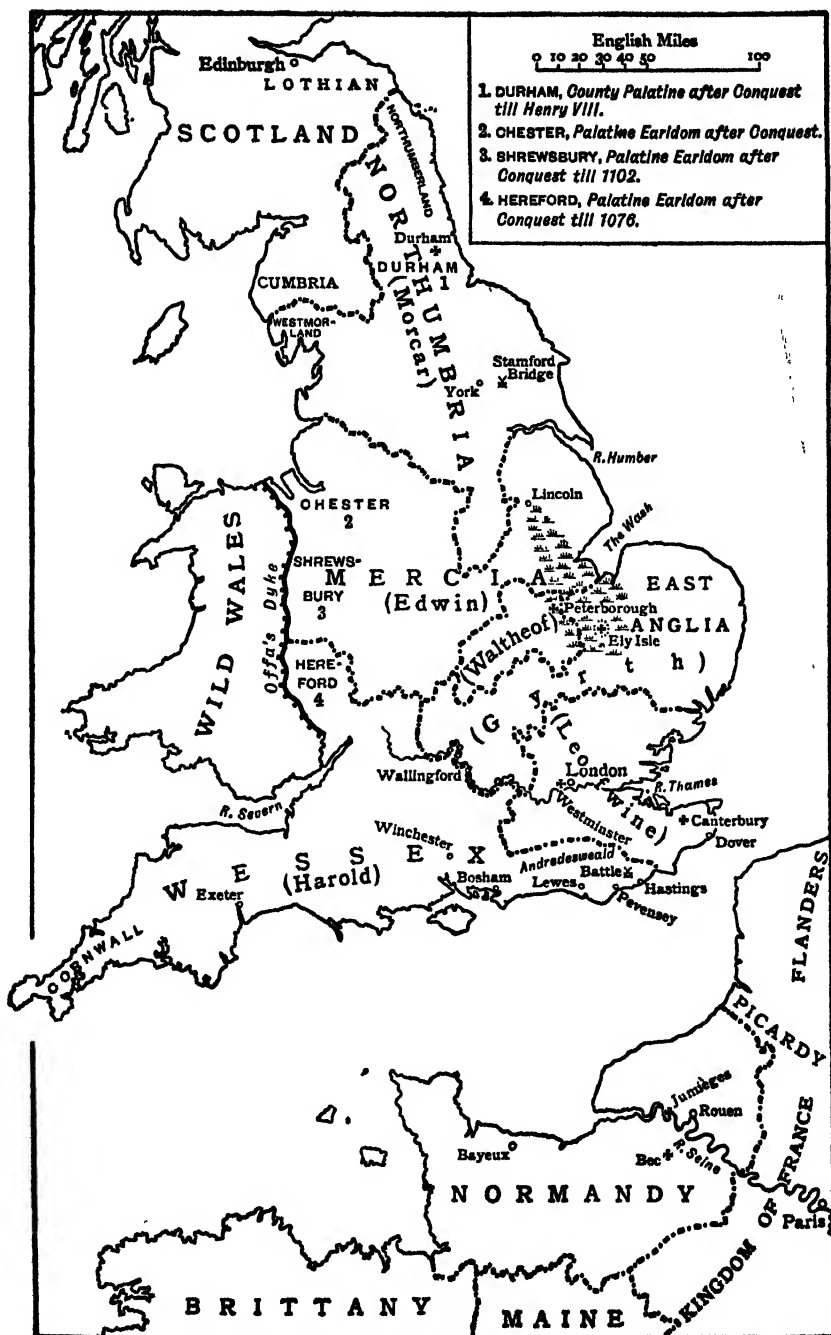 English Miles
0 10 20 30 40 50 100
1. DURHAM, County Palatine after Conquest
till Henry VIII.
2. CHESTER, Palatine Earldom after Conquest.
3. SHREWSBURY, Palatine Earldom after
Conquest till 1102.
4. HEREFORD, Palatine Earldom after
Conquest till 1076.
Edinburgh
LOTHIAN
SCOTLAND
NORTHUMBERLAND
NORTHUMBRIA
(Morcar)
Durham
DURHAM
1
CUMBRIA
WESTMOR-
LAND
Stamford
Bridge
York
R. Humber
Lincoln
The Wash
CHESTER
2
WILD WALES
Offa's Dyke
SHREWS-
BURY
3
MERCIA
(Edwin)
EAST
ANGLIA
Peterborough
Ely Isle
(Waltheof)
HERE-
FORD
4
(Garth)
(Leofwine)
Wallingford
London
R. Thames
Westminster
R. Severn
Canterbury
Dover
Winchester
WESSEX
(Harold)
Andredesweald
Battle
Bosham
Lewes
Hastings
Pevensey
Exeter
CORNWALL
FLANDERS
PICARDY
Jumièges
Rouen
Bayeux
Bec
R. Seine
NORMANDY
KINGDOM OF FRANCE
Paris
BRITTANY
MAINE